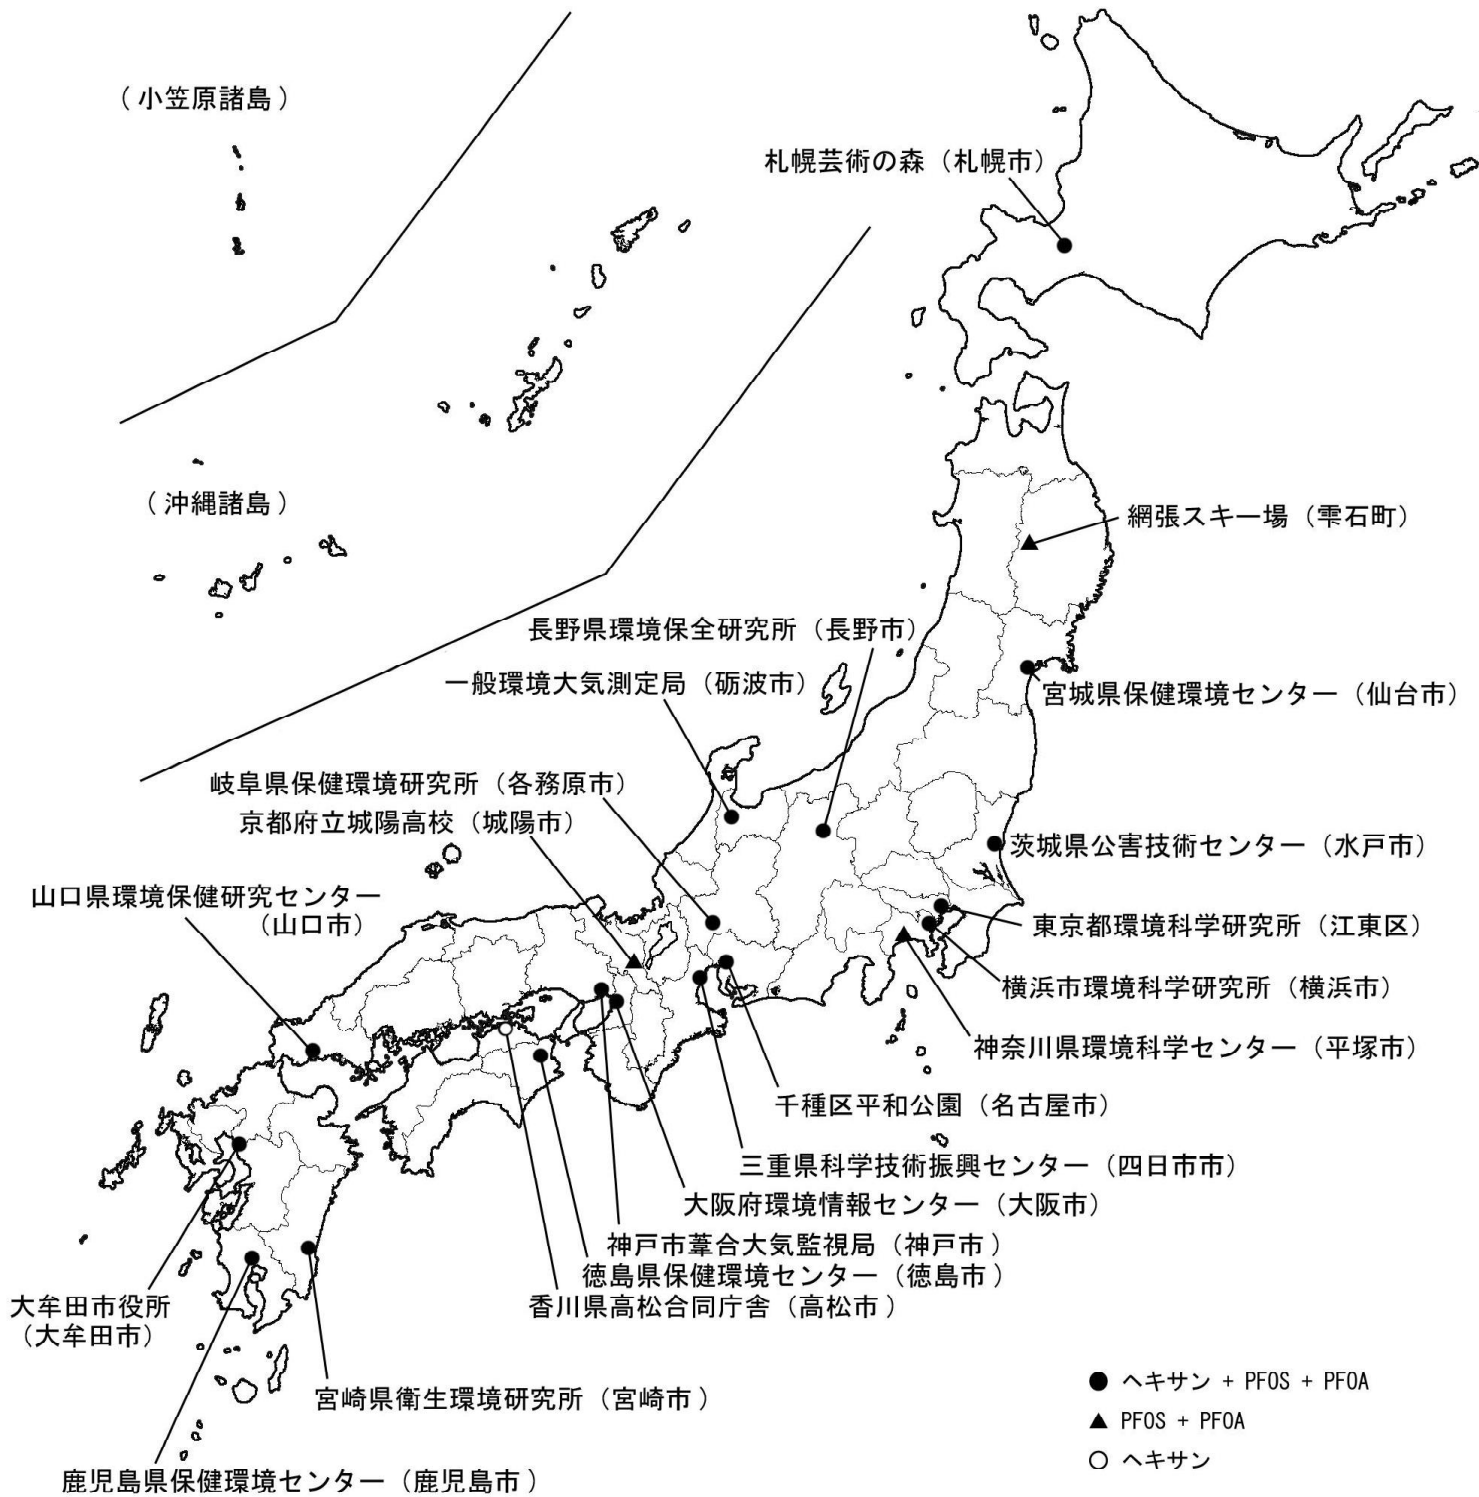 （小笠原諸島）
札幌芸術の森（札幌市）
（沖縄諸島）
網張スキー場（雫石町）
長野県環境保全研究所（長野市）
一般環境大気測定局（砺波市）
宮城県保健環境センター（仙台市）
岐阜県保健環境研究所（各務原市）
京都府立城陽高校（城陽市）
茨城県公害技術センター（水戸市）
山口県環境保健研究センター
（山口市）
東京都環境科学研究所（江東区）
横浜市環境科学研究所（横浜市）
神奈川県環境科学センター（平塚市）
千種区平和公園（名古屋市）
三重県科学技術振興センター（四日市市）
大阪府環境情報センター（大阪市）
神戸市葺合大気監視局（神戸市）
徳島県保健環境センター（徳島市）
香川県高松合同庁舎（高松市）
大牟田市役所
（大牟田市）
宮崎県衛生環境研究所（宮崎市）
鹿児島県保健環境センター（鹿児島市）
● ヘキサン + PFOS + PFOA
▲ PFOS + PFOA
○ ヘキサン